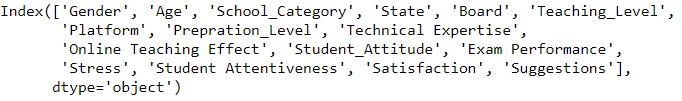 Index(['Gender', 'Age', 'School_Category', 'State', 'Board', 'Teaching_Level',
'Platform', 'Prepration_Level', 'Technical Expertise',
'Online Teaching Effect', 'Student_Attitude', 'Exam Performance',
'Stress', 'Student Attentiveness', 'Satisfaction', 'Suggestions'],
dtype='object')